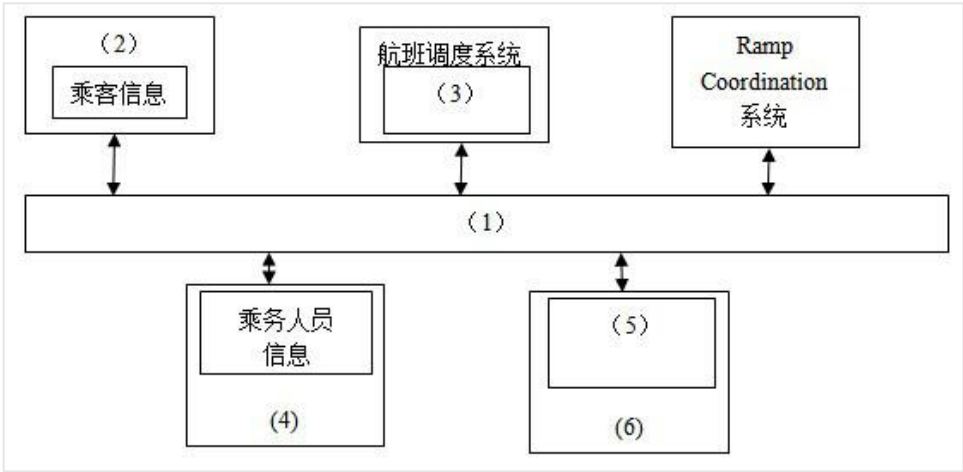 （2）
乘客信息
航班调度系统
（3）
Ramp
Coordination
系统
（1）
乘务人员
信息
(4)
（5）
(6)